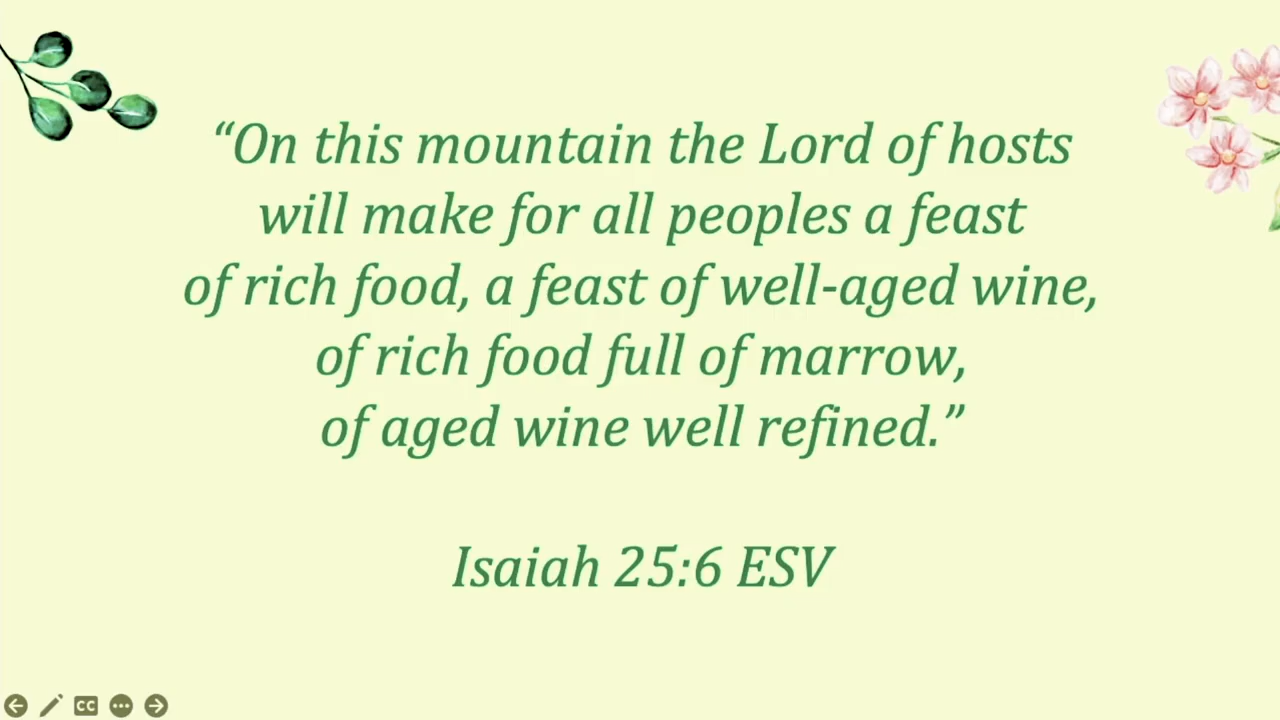 “On this mountain the Lord of hosts
will make for all peoples a feast
of rich food, a feast of well-aged wine,
of rich food full of marrow,
of aged wine well refined.”
Isaiah 25:6 ESV
CC